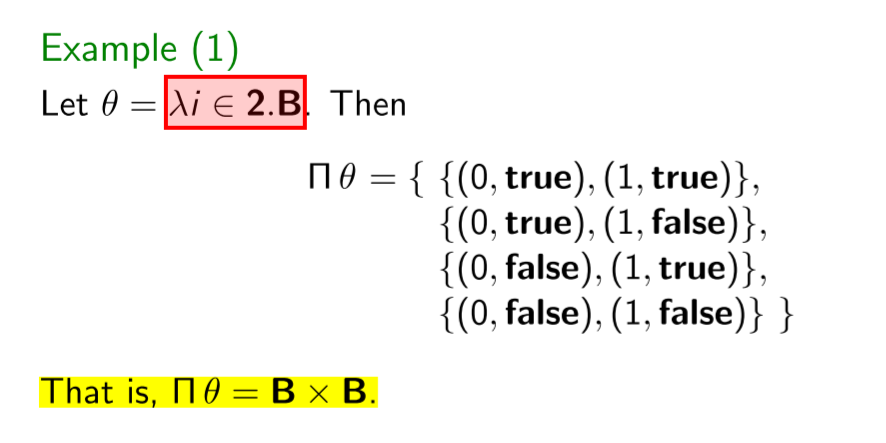 Example (1)
Let θ = λi ∈ 2.B. Then
Π θ = { {(0, true), (1, true)},
{(0, true), (1, false)},
{(0, false), (1, true)},
{(0, false), (1, false)} }
That is, Π θ = B × B.